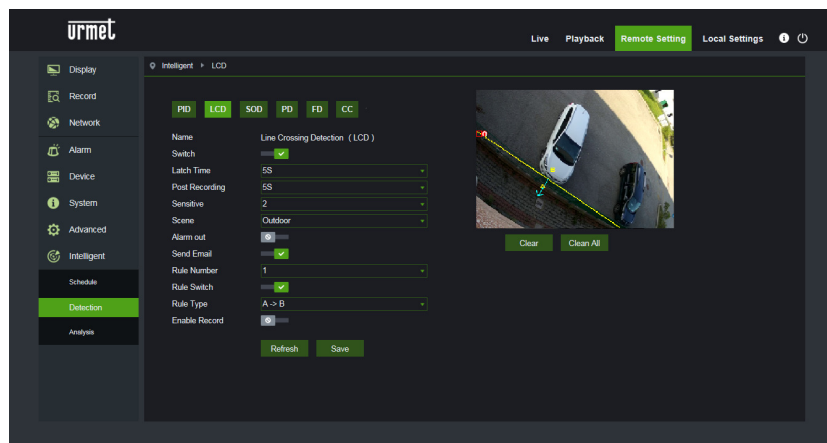 urmet
Live Playback Remote Setting Local Settings
Display
Record
Network
Alarm
Device
System
Advanced
Intelligent
Schedule
Detection
Analysis
Intelligent LCD
PID LCD SOD PD FD CC
Name Line Crossing Detection ( LCD )
Switch
Latch Time 5S
Post Recording 5S
Sensitive 2
Scene Outdoor
Alarm out
Send Email
Rule Number 1
Rule Switch
Rule Type A -> B
Enable Record
Refresh Save
Clear Clean All